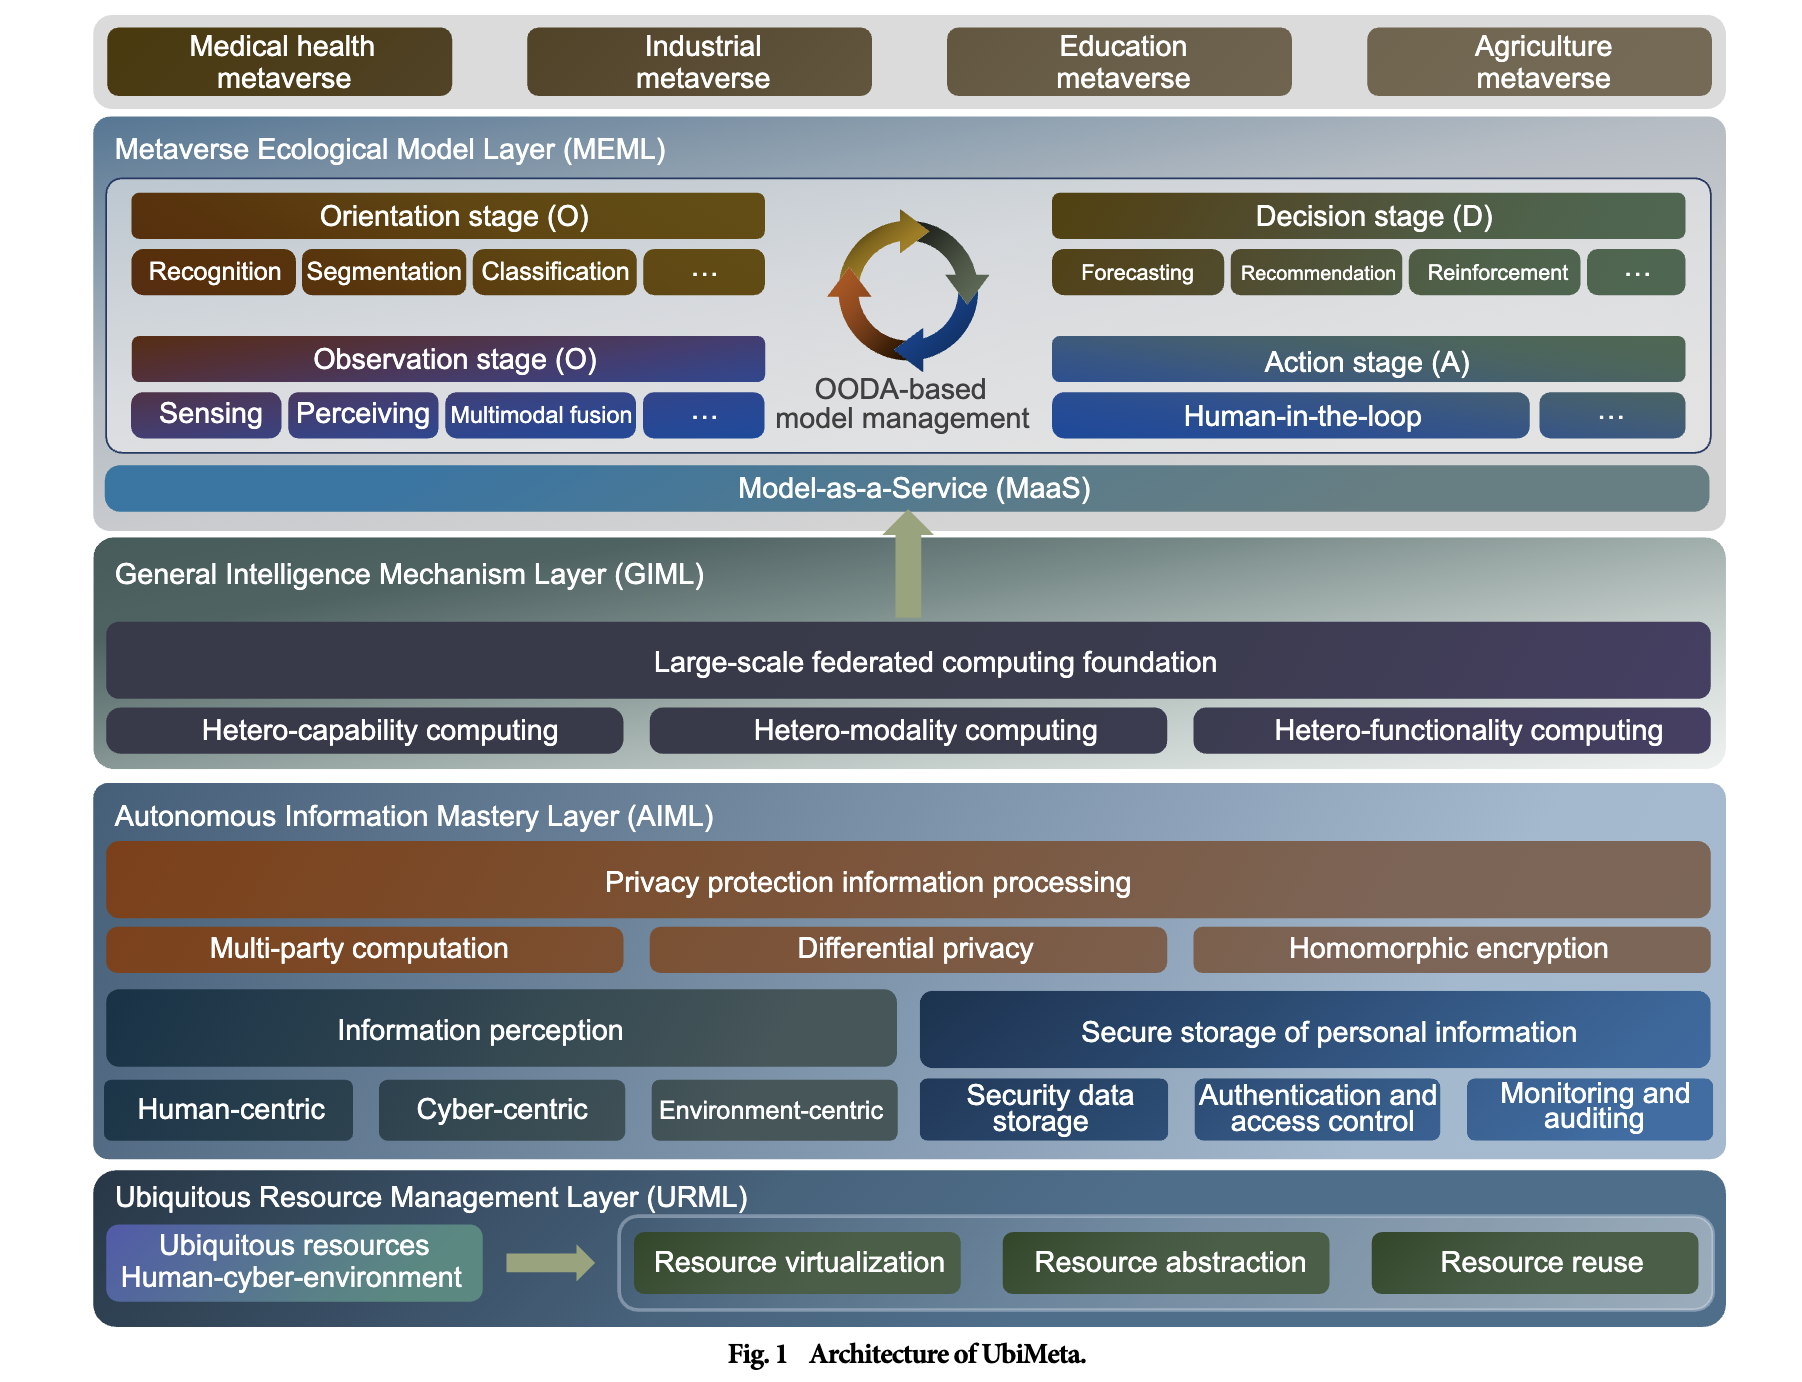 Medical health
metaverse
Industrial
metaverse
Education
metaverse
Agriculture
metaverse
Metaverse Ecological Model Layer (MEML)
Orientation stage (O)
Recognition
Segmentation
Classification
...
Decision stage (D)
Forecasting
Recommendation
Reinforcement
...
Observation stage (O)
Sensing
Perceiving
Multimodal fusion
...
OODA-based
model management
Action stage (A)
Human-in-the-loop
...
Model-as-a-Service (MaaS)
General Intelligence Mechanism Layer (GIML)
Large-scale federated computing foundation
Hetero-capability computing
Hetero-modality computing
Hetero-functionality computing
Autonomous Information Mastery Layer (AIML)
Privacy protection information processing
Multi-party computation
Differential privacy
Homomorphic encryption
Information perception
Human-centric
Cyber-centric
Environment-centric
Secure storage of personal information
Security data
storage
Authentication and
access control
Monitoring and
auditing
Ubiquitous Resource Management Layer (URML)
Ubiquitous resources
Human-cyber-environment
Resource virtualization
Resource abstraction
Resource reuse
Fig. 1 Architecture of UbiMeta.